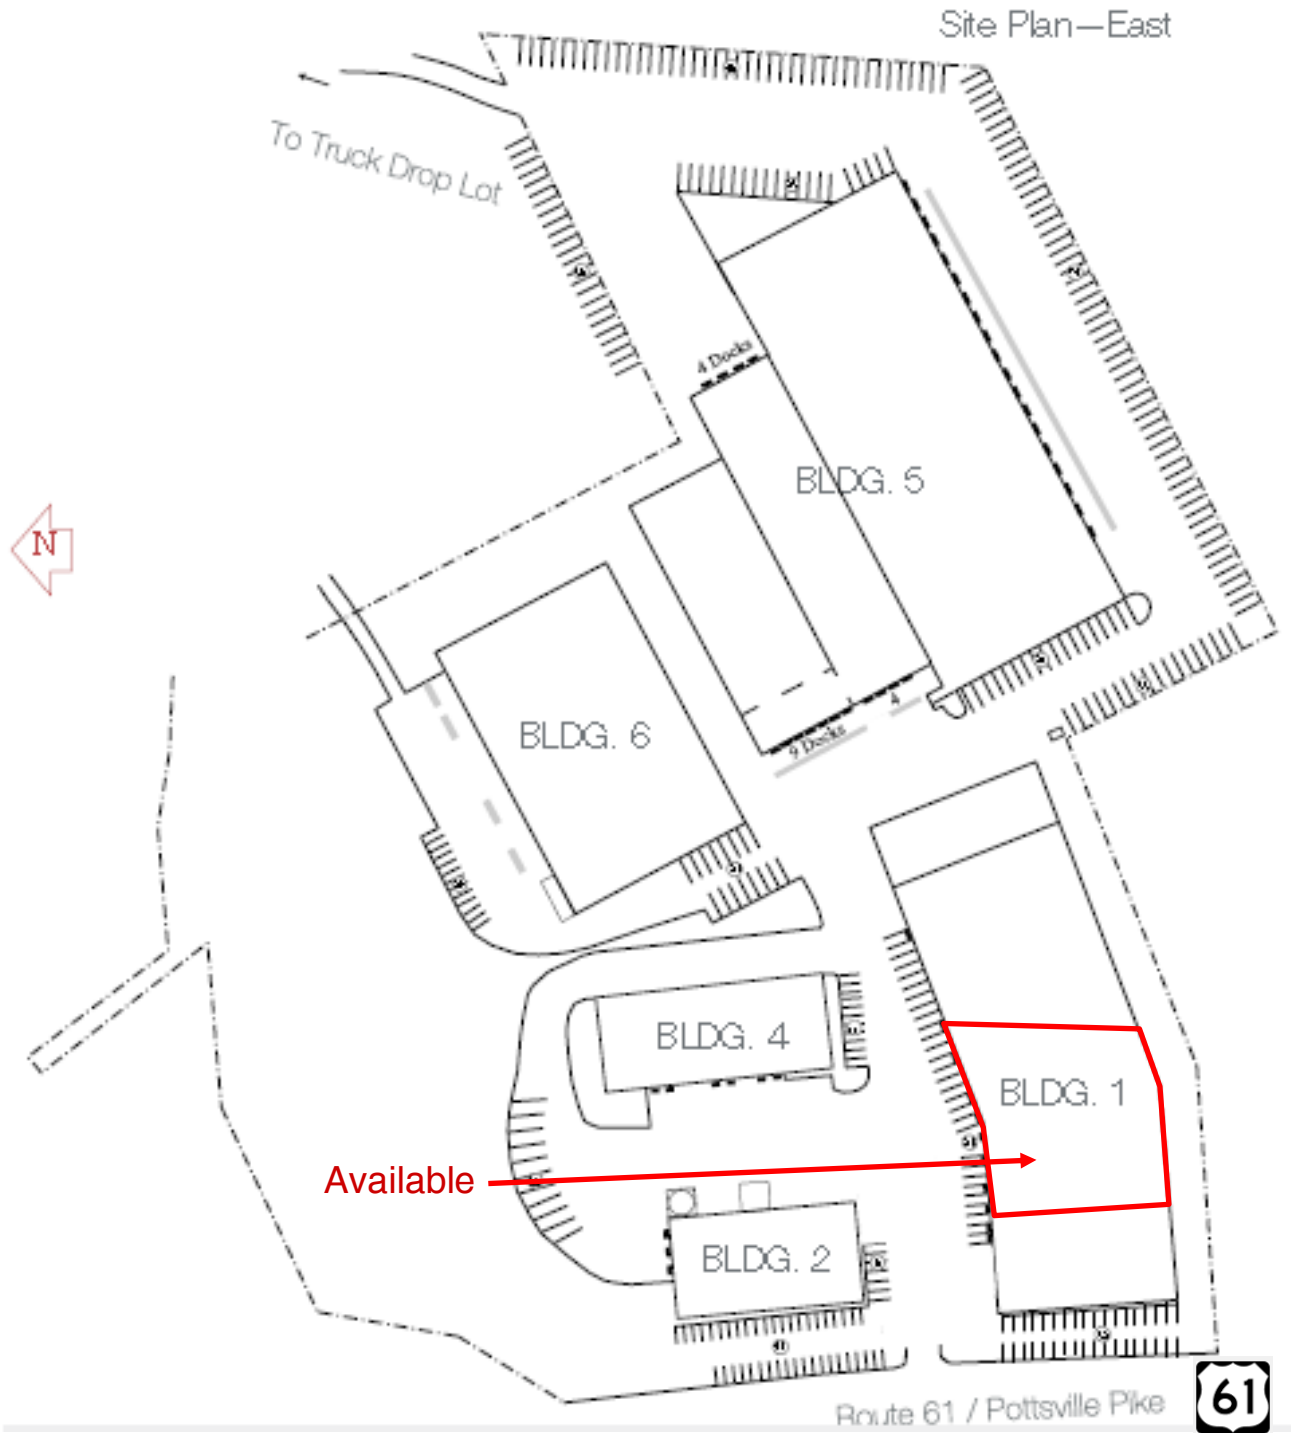 Site Plan—East
To Truck Drop Lot
4 Docks
BLDG. 5
N
BLDG. 6
4
9 Docks
BLDG. 4
BLDG. 1
Available
BLDG. 2
Route 61 / Pottsville Pike
61